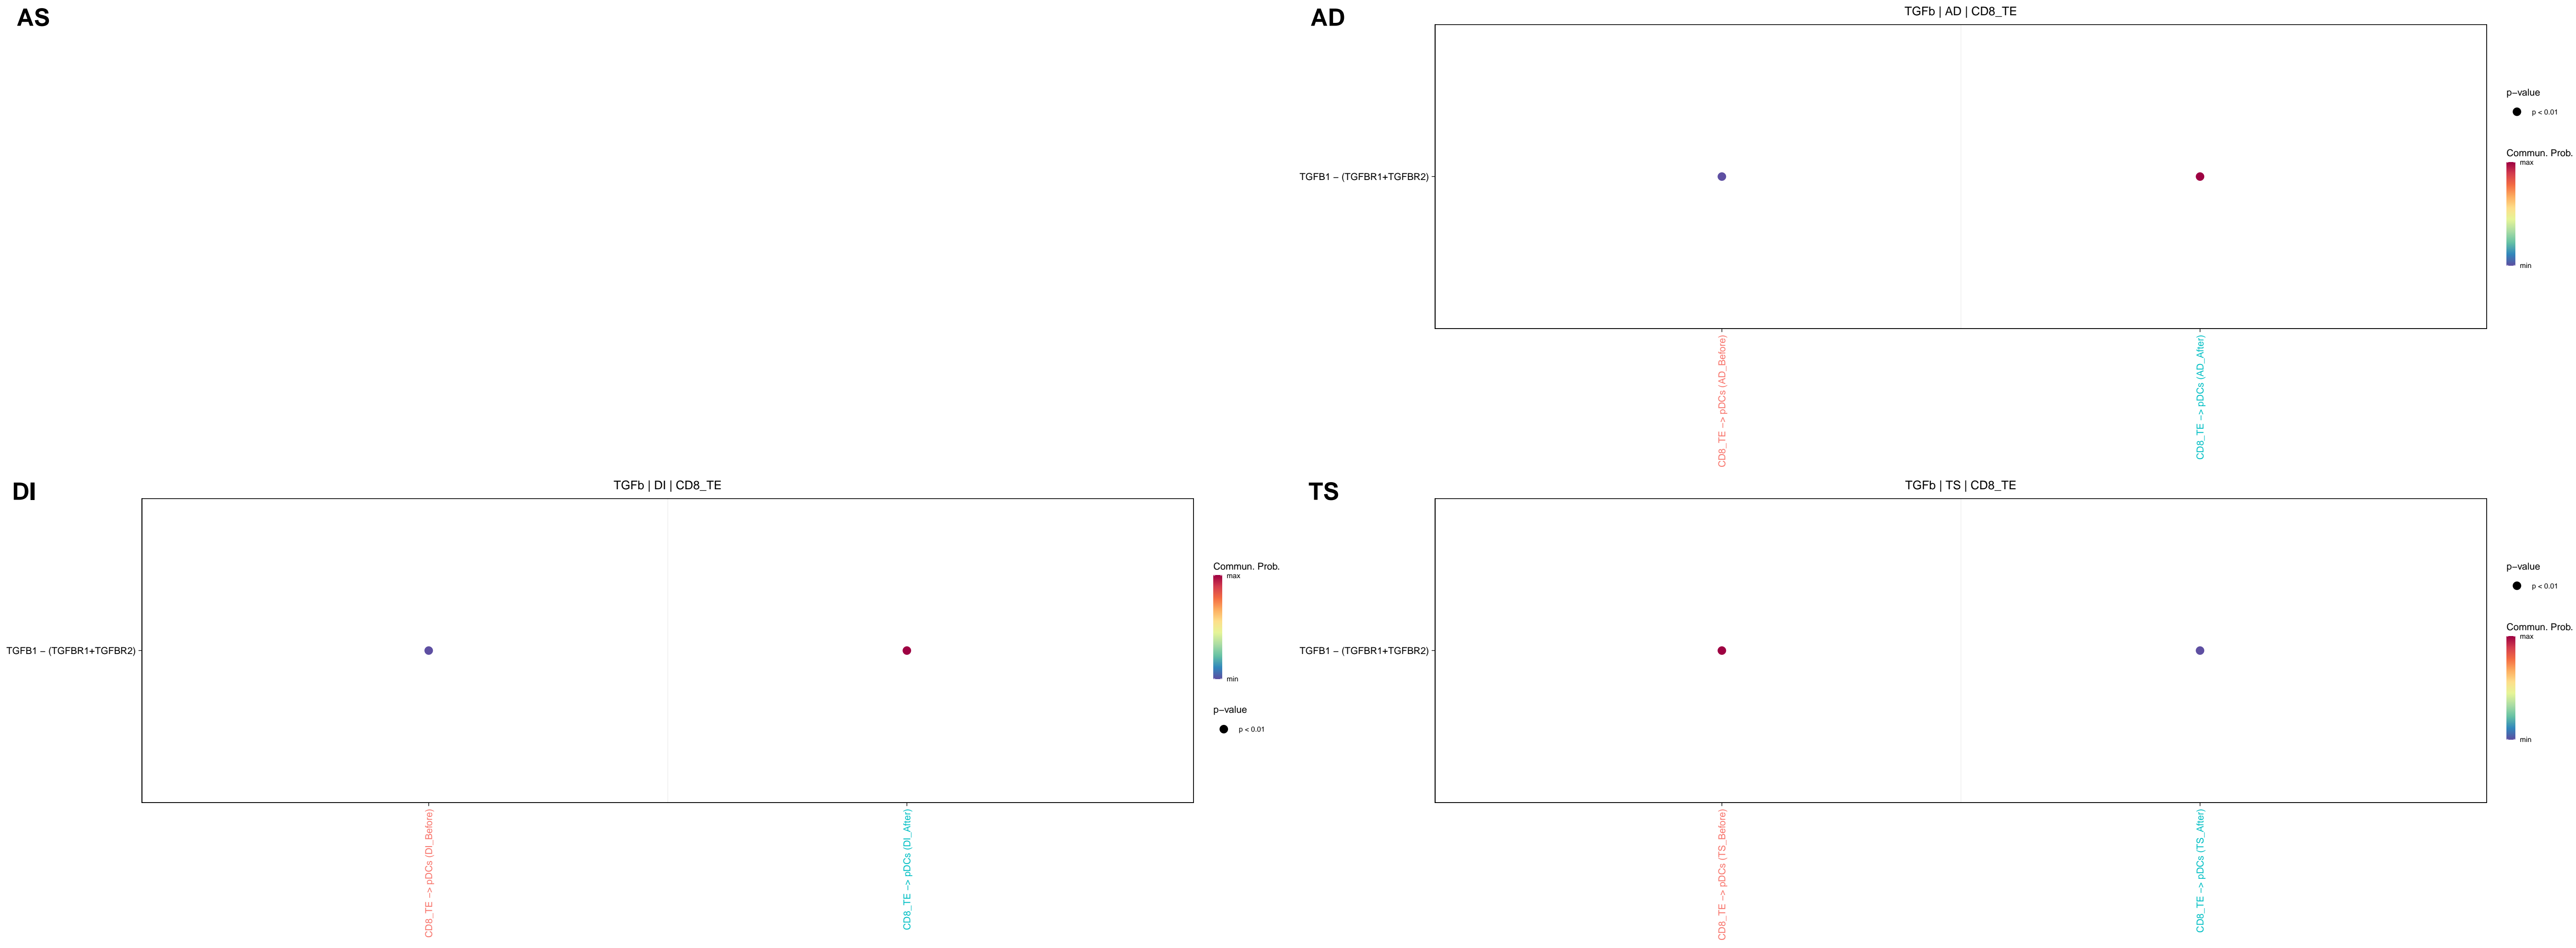 AS
AD
TGFb | AD | CD8_TE
TGFB1 − (TGFBR1+TGFBR2)
CD8_TE −> pDCs (AD_Before)
CD8_TE −> pDCs (AD_After)
p−value
p < 0.01
Commun. Prob.
max
min
DI
TGFb | DI | CD8_TE
TGFB1 − (TGFBR1+TGFBR2)
CD8_TE −> pDCs (DI_Before)
CD8_TE −> pDCs (DI_After)
Commun. Prob.
max
min
p−value
p < 0.01
TS
TGFb | TS | CD8_TE
TGFB1 − (TGFBR1+TGFBR2)
CD8_TE −> pDCs (TS_Before)
CD8_TE −> pDCs (TS_After)
p−value
p < 0.01
Commun. Prob.
max
min